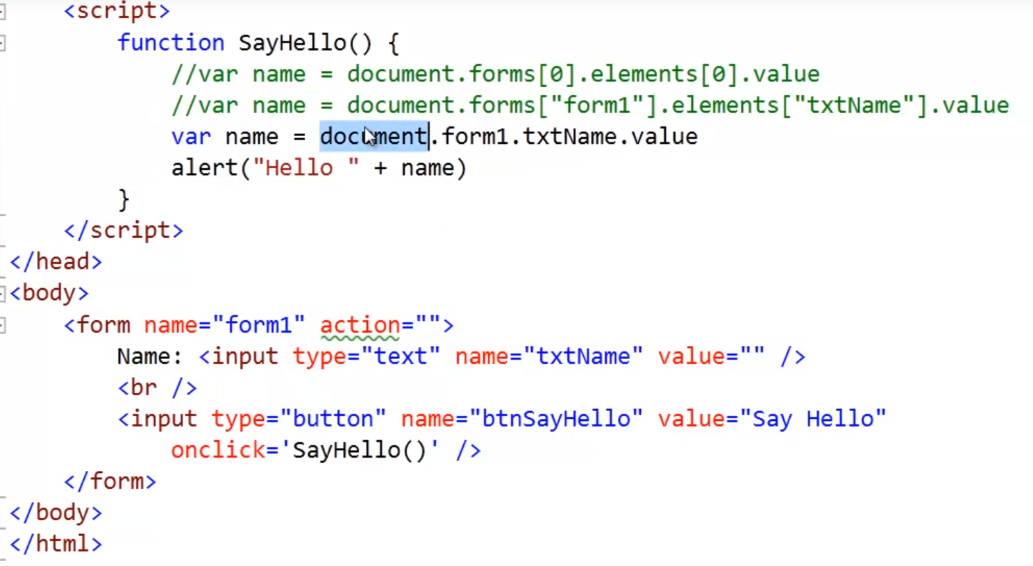 <script>
function SayHello() {
//var name = document.forms[0].elements[0].value
//var name = document.forms["form1"].elements["txtName"].value
var name = document.form1.txtName.value
alert("Hello " + name)
}
</script>
</head>
<body>
<form name="form1" action="">
Name: <input type="text" name="txtName" value="" />
<br />
<input type="button" name="btnSayHello" value="Say Hello"
onclick='SayHello()' />
</form>
</body>
</html>